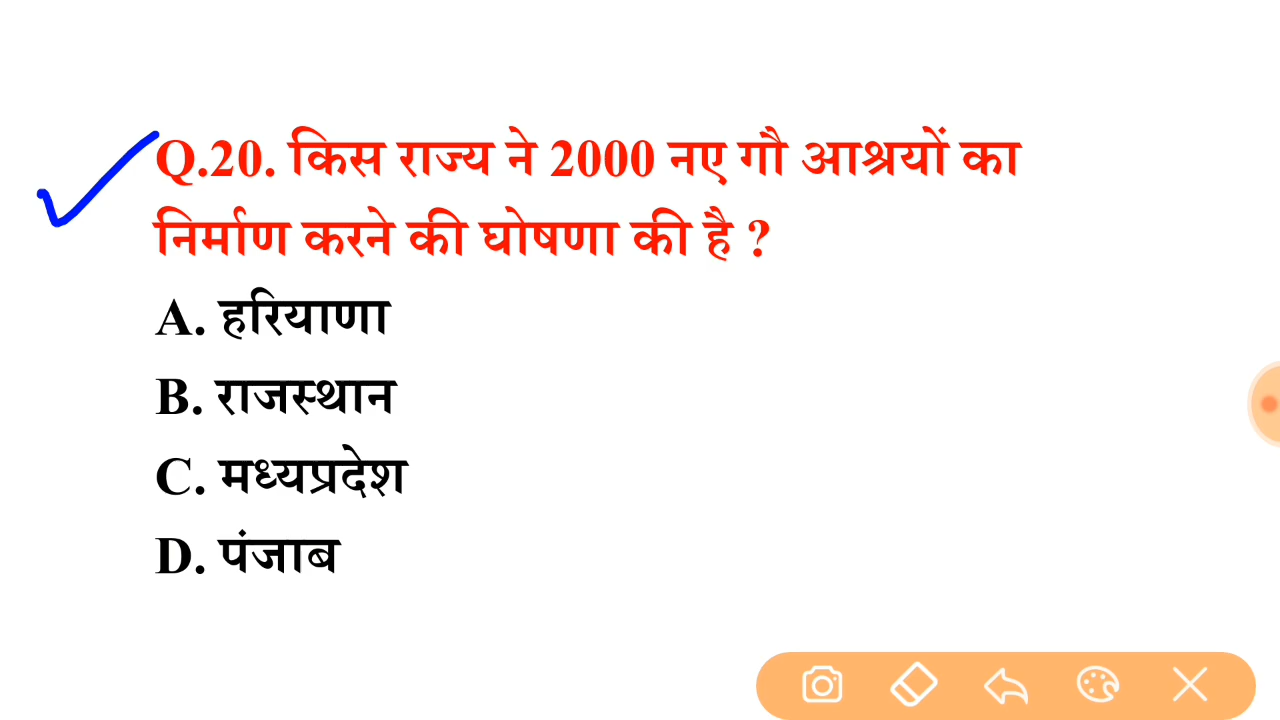 Q.20. किस राज्य ने 2000 नए गौ आश्रयों का
निर्माण करने की घोषणा की है ?
A. हरियाणा
B. राजस्थान
C. मध्यप्रदेश
D. पंजाब